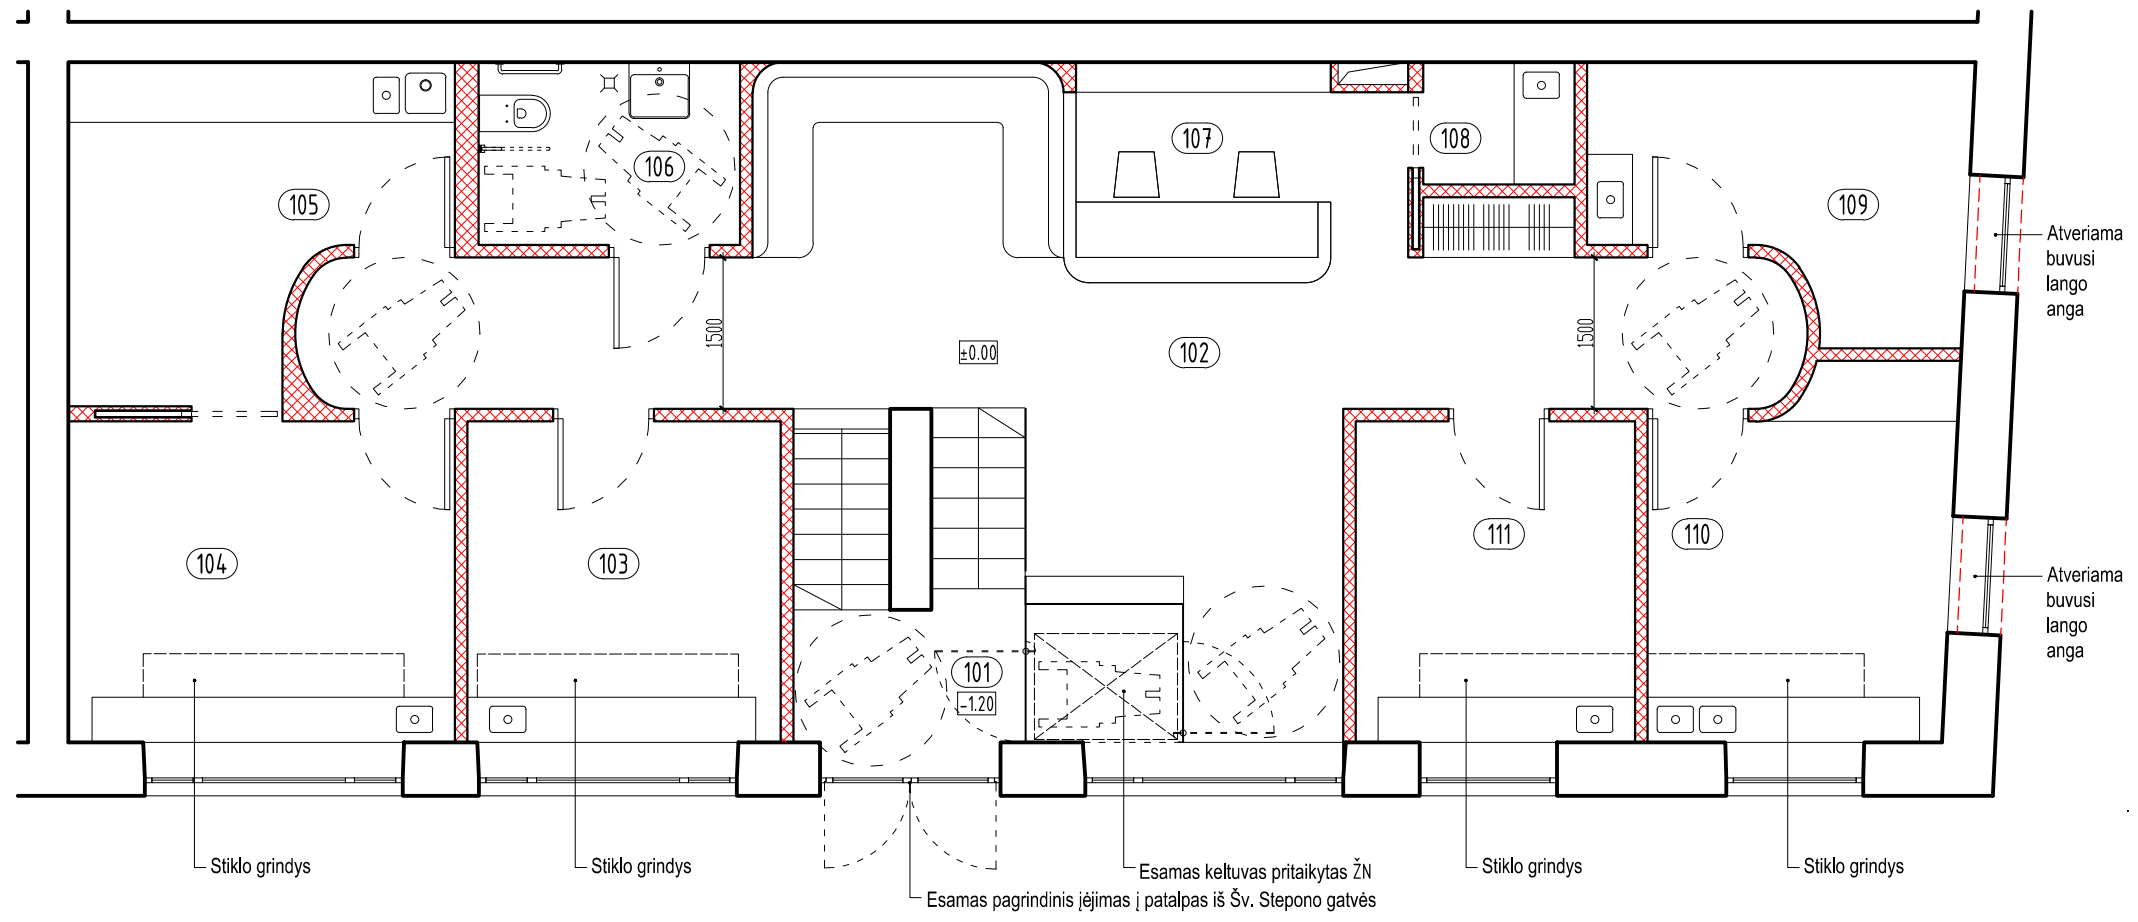 107
108
106
105
109
Atveriama
buvusi
lango
anga
1500
±0.00
102
1500
104
103
111
110
Atveriama
buvusi
lango
anga
101
-1.20
Stiklo grindys
Stiklo grindys
Esamas keltuvas pritaikytas ŽN
Stiklo grindys
Stiklo grindys
Esamas pagrindinis įėjimas į patalpas iš Šv. Stepono gatvės